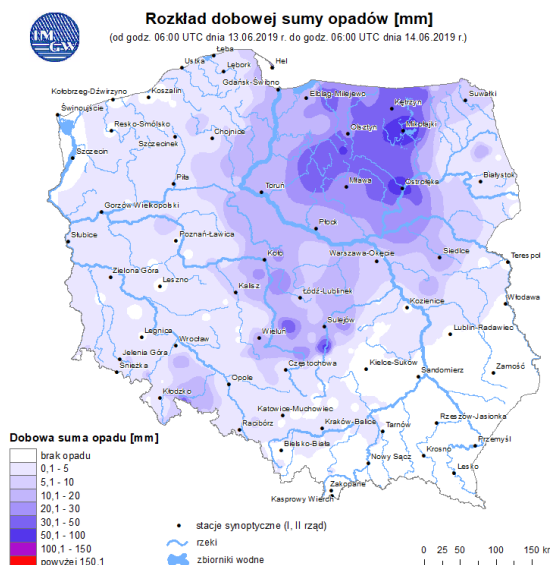 Rozkład dobowej sumy opadów [mm]
(od godz. 06:00 UTC dnia 13.06.2019 r. do godz. 06:00 UTC dnia 14.06.2019 r.)
IM
GW
Łeba
Ustka
Lębork
Hel
Gdańsk-Świbno
Kołobrzeg-Dźwirzyno
Koszalin
Elbląg-Milejewo
Kętrzyn
Suwałki
Świnoujście
Resko-Smólsko
Szczecinek
Chojnice
Olsztyn
Mikołajki
Szczecin
Piła
Toruń
Mława
Ostrołęka
Białystok
Gorzów Wielkopolski
Płock
Słubice
Poznań-Ławica
Koło
Warszawa-Okęcie
Siedlce
Terespol
Zielona Góra
Leszno
Kalisz
Łódź-Lublinek
Kozienice
Włodawa
Legnica
Wrocław
Wieluń
Sulejów
Lublin-Radawiec
Jelenia Góra
Śnieżka
Częstochowa
Kielce-Suków
Sandomierz
Zamość
Kłodzko
Opole
Katowice-Muchowiec
Racibórz
Kraków-Balice
Tarnów
Rzeszów-Jasionka
Przemyśl
Bielsko-Biała
Nowy Sącz
Krosno
Lesko
Zakopane
Kasprowy Wierch
Dobowa suma opadu [mm]
brak opadu
0,1 - 5
5,1 - 10
10,1 - 20
20,1 - 30
30,1 - 50
50,1 - 100
100,1 - 150
powyżej 150,1
stacje synoptyczne (I, II rząd)
rzeki
zbiorniki wodne
0 25 50 100 150 km